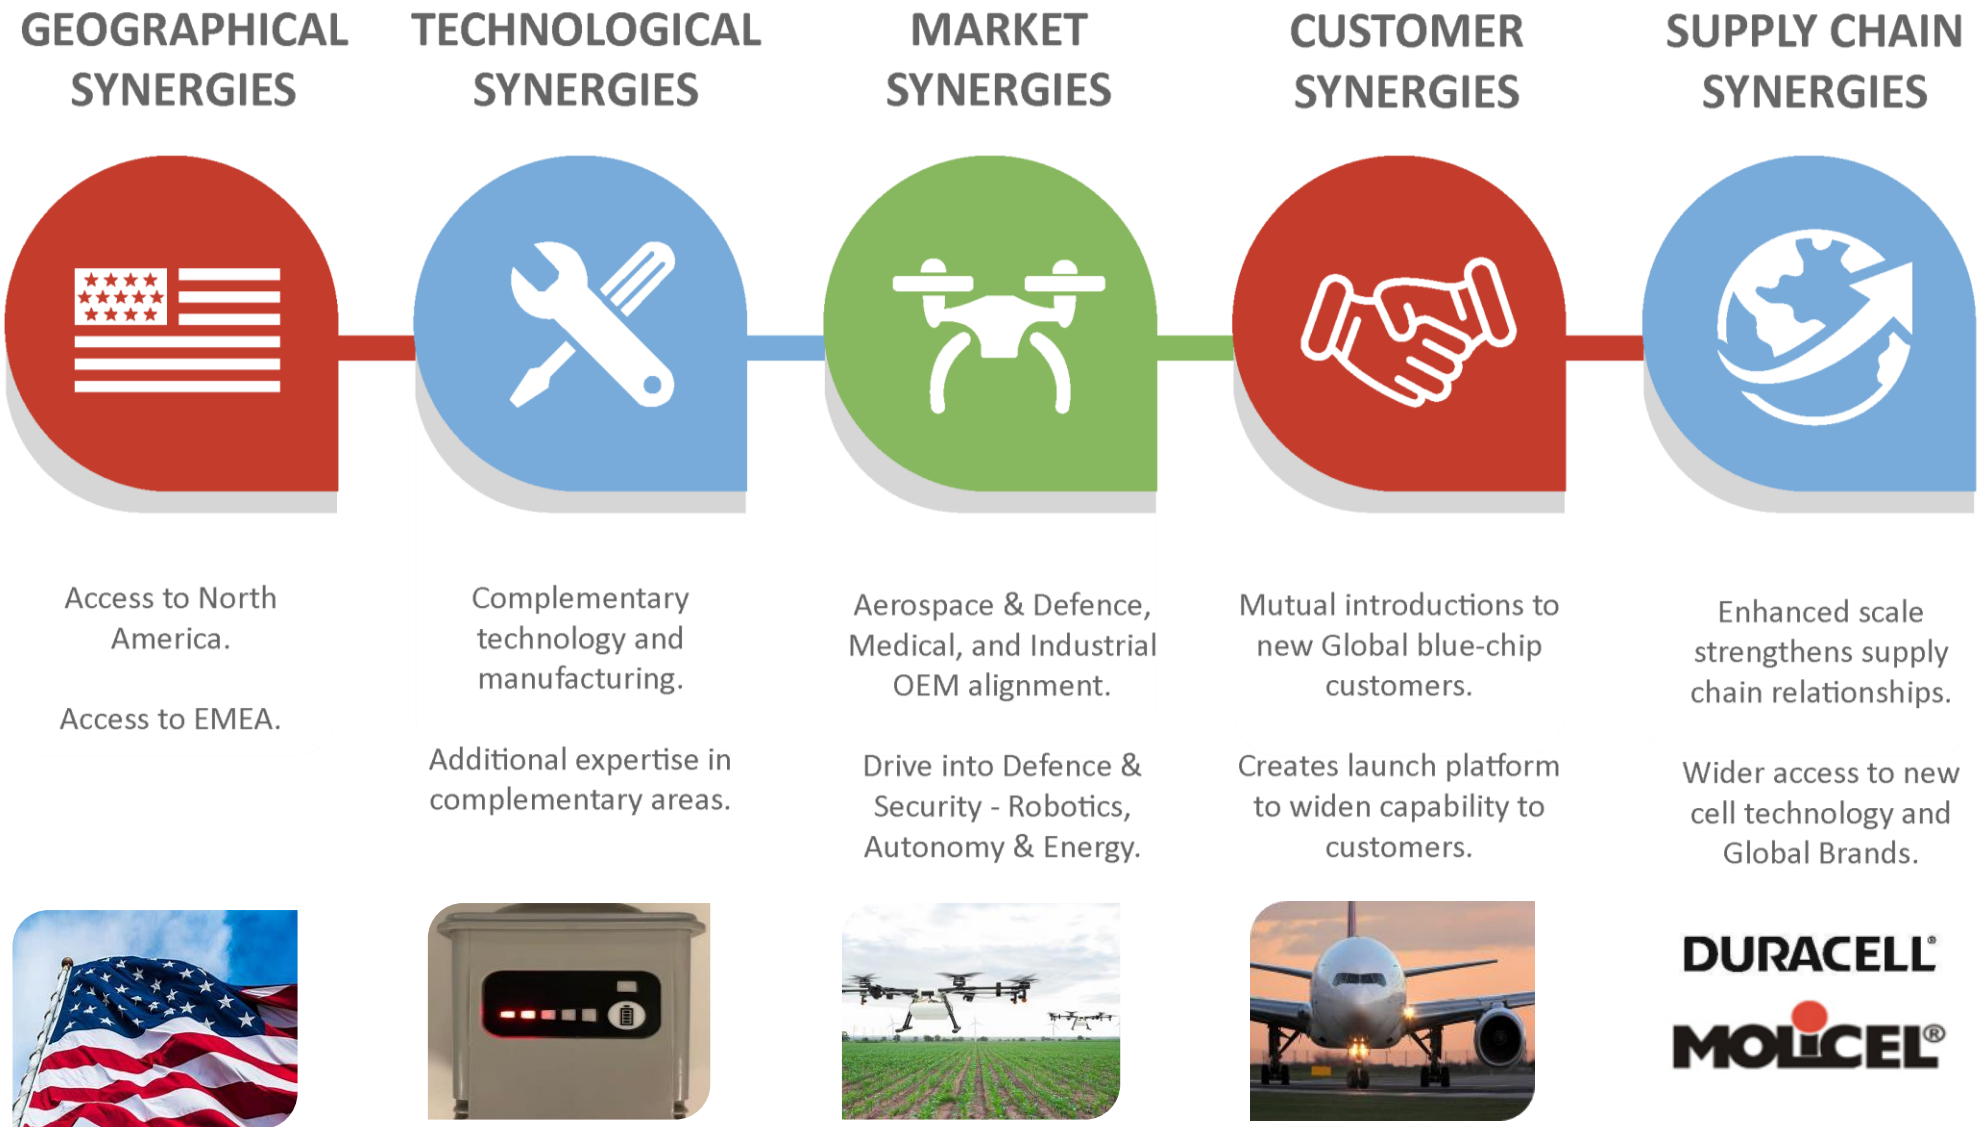 GEOGRAPHICAL
SYNERGIES
TECHNOLOGICAL
SYNERGIES
MARKET
SYNERGIES
CUSTOMER
SYNERGIES
SUPPLY CHAIN
SYNERGIES
Access to North
America.
Access to EMEA.
Complementary
technology and
manufacturing.
Additional expertise in
complementary areas.
Aerospace & Defence,
Medical, and Industrial
OEM alignment.
Drive into Defence &
Security - Robotics,
Autonomy & Energy.
Mutual introductions to
new Global blue-chip
customers.
Creates launch platform
to widen capability to
customers.
Enhanced scale
strengthens supply
chain relationships.
Wider access to new
cell technology and
Global Brands.
DURACELL®
MOLiCEL®